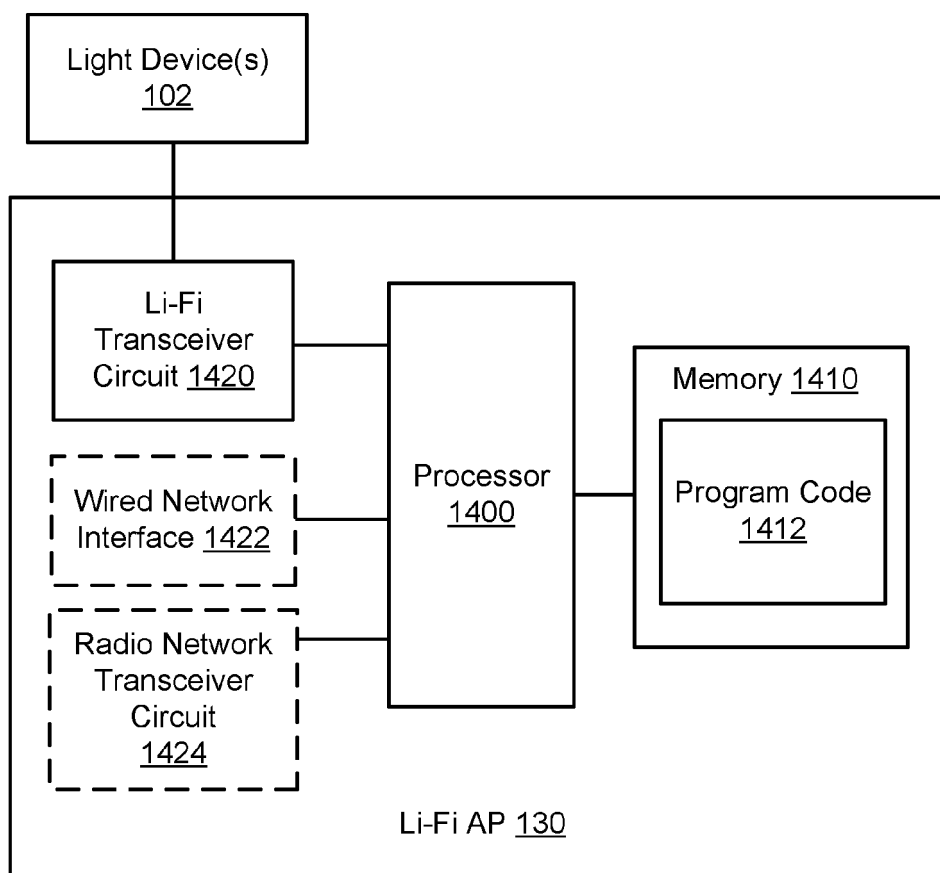 Light Device(s)
102
Li-Fi
Transceiver
Circuit 1420
Wired Network
Interface 1422
Radio Network
Transceiver
Circuit
1424
Processor
1400
Memory 1410
Program Code
1412
Li-Fi AP 130